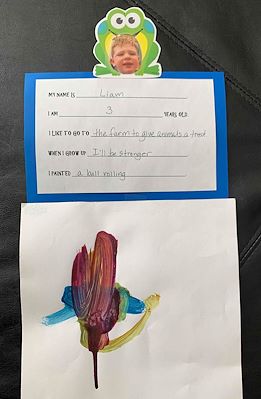 MY NAME IS Liam
I AM 3 YEARS OLD
I LIKE TO GO TO the farm to give animals a treat
WHEN I GROW UP I'll be stronger
I PAINTED a ball rolling